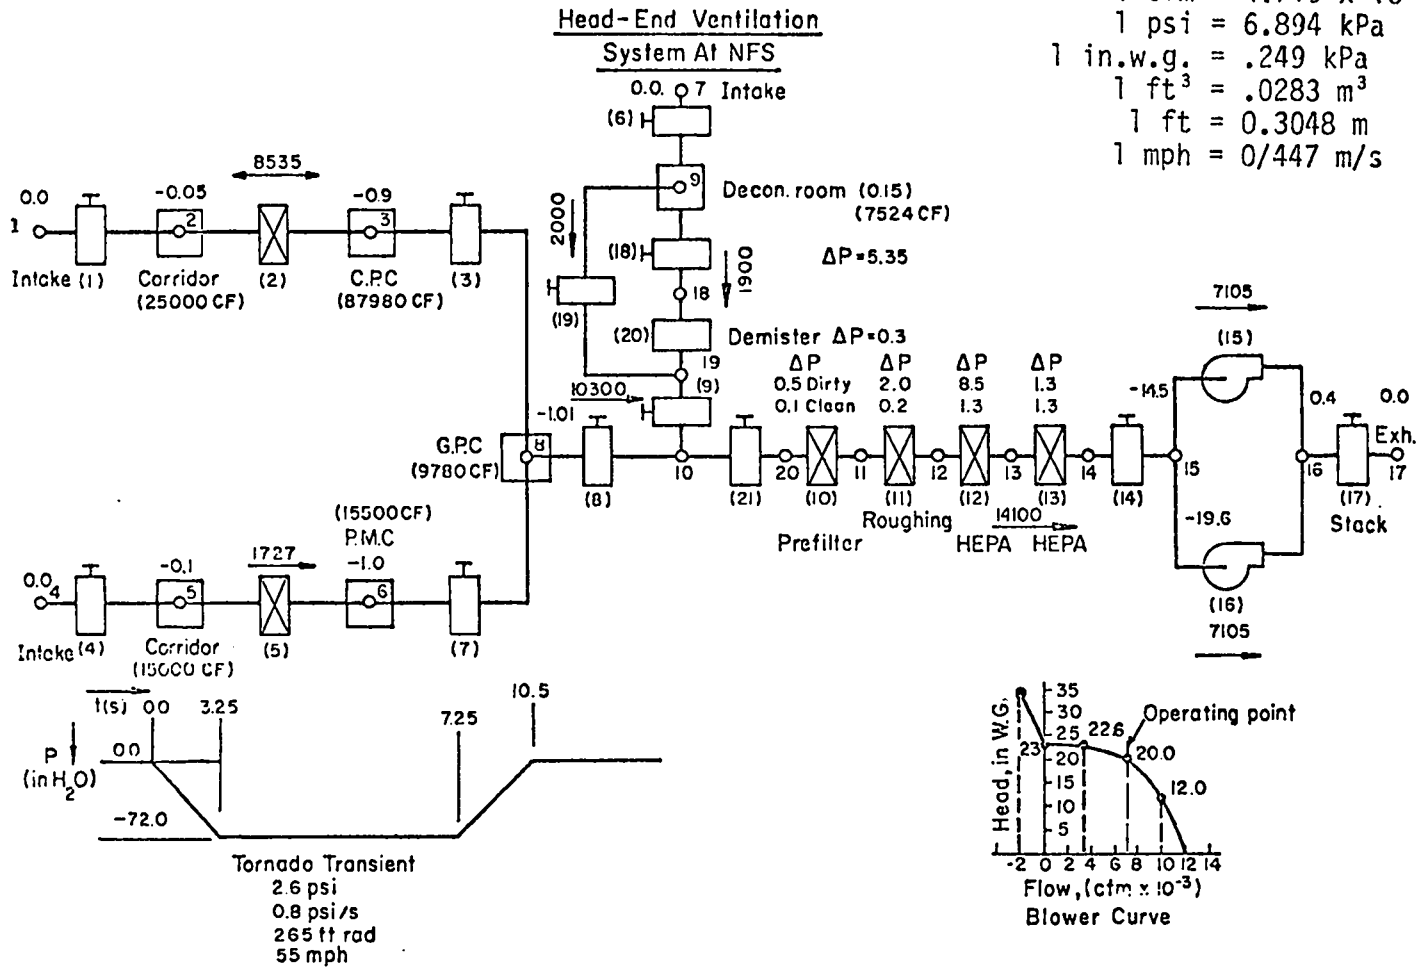 Head-End Ventilation
System At NFS
1 psi = 6.894 kPa
1 in.w.g. = .249 kPa
1 ft³ = .0283 m³
1 ft = 0.3048 m
1 mph = 0/447 m/s
0.0. 7 Intake
(6)
9
Decon. room (0.15)
(7524 CF)
2000
(18)
ΔP=5.35
1900
18
(19)
(20)
Demister ΔP=0.3
19
(9)
10300
8535
0.0
-0.05
-0.9
1
2
3
Intake (1)
Corridor
(25000 CF)
(2)
C.P.C
(87980 CF)
(3)
-1.01
8
G.P.C
(9780 CF)
(8)
10
(21)
20
ΔP
0.5 Dirty
0.1 Clean
(10)
Prefilter
11
ΔP
2.0
0.2
(11)
Roughing
12
ΔP
8.5
1.3
(12)
HEPA
13
ΔP
1.3
1.3
(13)
HEPA
14100
14
(14)
15
-14.5
-19.6
7105
(15)
(16)
7105
0.4
16
(17)
Stack
0.0
Exh.
17
0.0
4
Intake (4)
-0.1
5
Corridor
(15000 CF)
1727
(5)
(15500 CF)
P.M.C
-1.0
6
(7)
t(s) 0.0 3.25
7.25
10.5
P
(in H₂O)
0.0
-72.0
Tornado Transient
2.6 psi
0.8 psi/s
265 ft rad
55 mph
Head, in W.G.
35
30
25
20
15
10
5
23
22.6
Operating point
20.0
12.0
-2 0 2 4 6 8 10 12 14
Flow, (cfm x 10⁻³)
Blower Curve